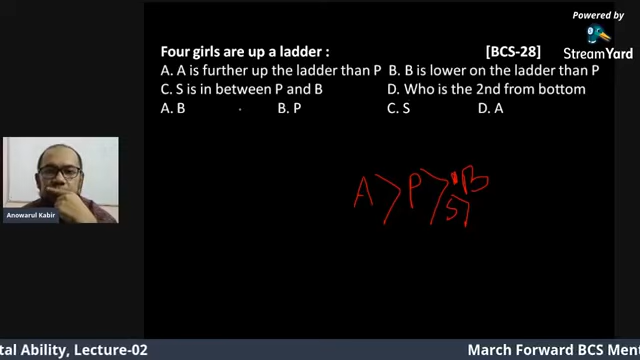 Powered by
StreamYard
Four girls are up a ladder : [BCS-28]
A. A is further up the ladder than P B. B is lower on the ladder than P
C. S is in between P and B D. Who is the 2nd from bottom
A. B B. P C. S D. A
A > P > B
S >
Anowarul Kabir
tal Ability, Lecture-02 March Forward BCS Ment